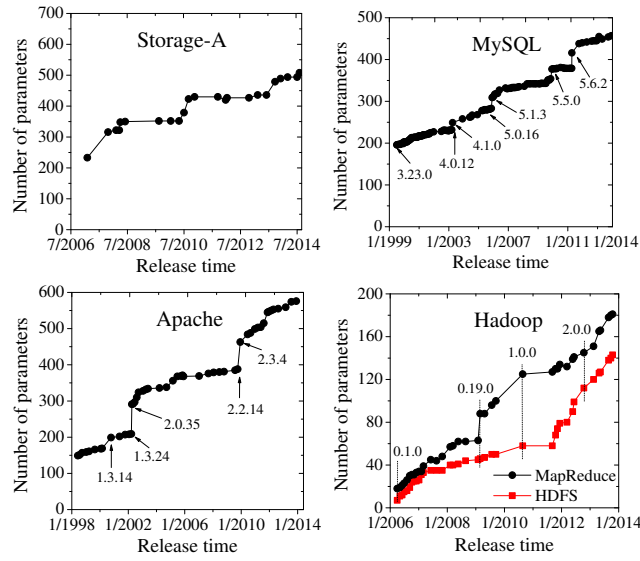 Storage-A
Number of parameters
700
600
500
400
300
200
100
0
7/2006 7/2008 7/2010 7/2012 7/2014
Release time
MySQL
Number of parameters
500
400
300
200
100
0
3.23.0
4.0.12
4.1.0
5.0.16
5.1.3
5.5.0
5.6.2
1/1999 1/2003 1/2007 1/2011 1/2014
Release time
Apache
Number of parameters
600
500
400
300
200
100
0
1.3.14
1.3.24
2.0.35
2.2.14
2.3.4
1/1998 1/2002 1/2006 1/2010 1/2014
Release time
Hadoop
Number of parameters
200
160
120
80
40
0
0.1.0
0.19.0
1.0.0
2.0.0
MapReduce
HDFS
1/2006 1/2008 1/2010 1/2012 1/2014
Release time